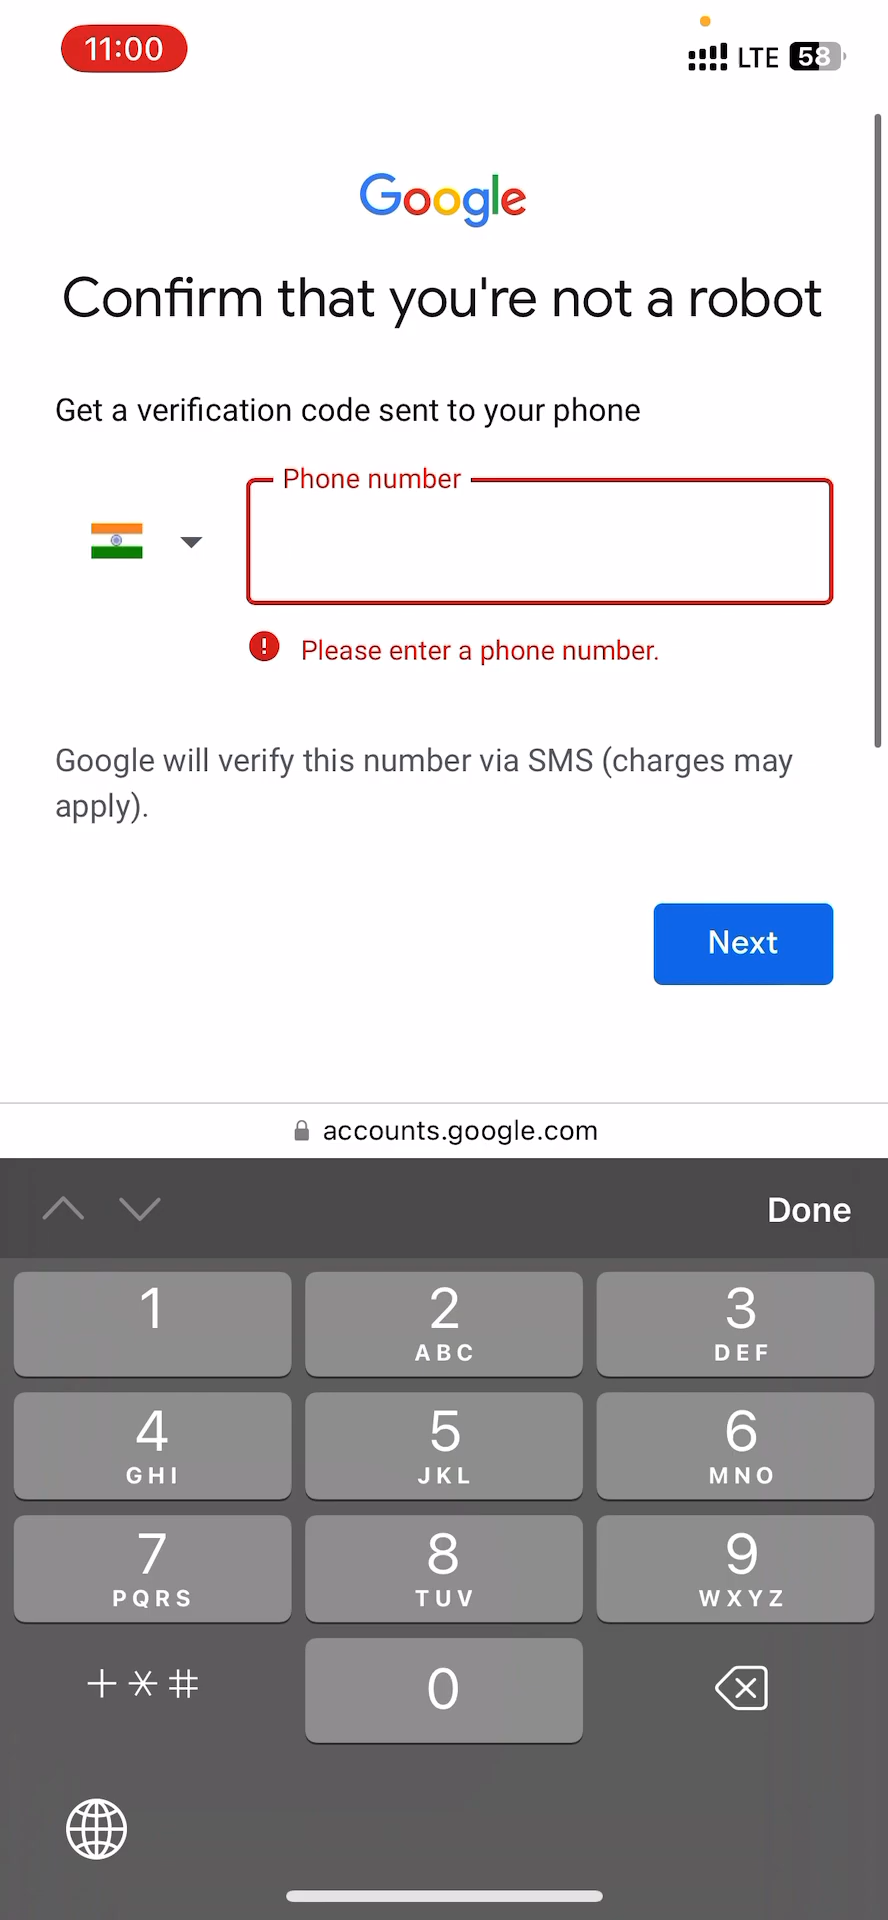 11:00
LTE 58
Google
Confirm that you're not a robot
Get a verification code sent to your phone
Phone number
! Please enter a phone number.
Google will verify this number via SMS (charges may
apply).
Next
accounts.google.com
Done
1 2 3
ABC DEF
4 5 6
GHI JKL MNO
7 8 9
PQRS TUV WXYZ
+*# 0